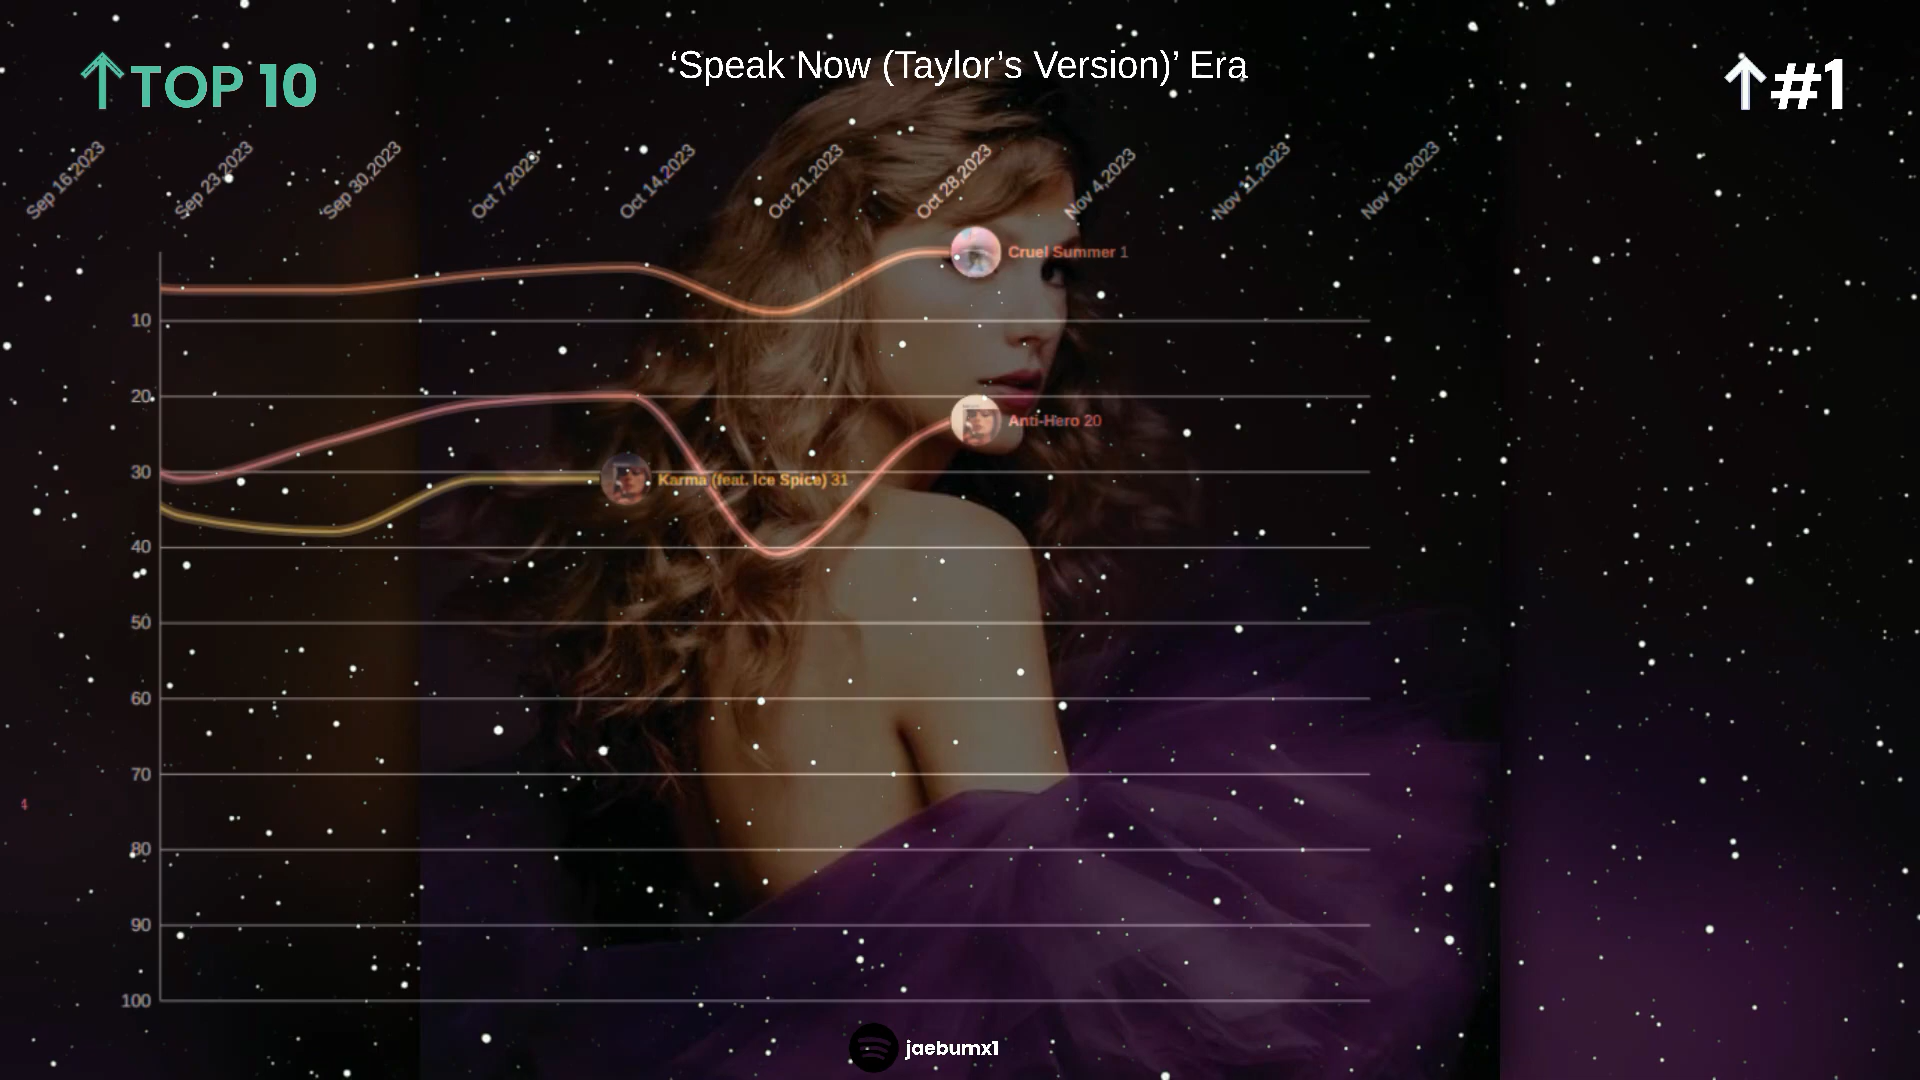 ↑TOP 10
‘Speak Now (Taylor’s Version)’ Era
↑#1
Sep 16,2023
Sep 23,2023
Sep 30,2023
Oct 7,2023
Oct 14,2023
Oct 21,2023
Oct 28,2023
Nov 4,2023
Nov 11,2023
Nov 18,2023
Cruel Summer 1
10
20
Anti-Hero 20
30
Karma (feat. Ice Spice) 31
40
50
60
70
4
80
90
100
jaebumx1